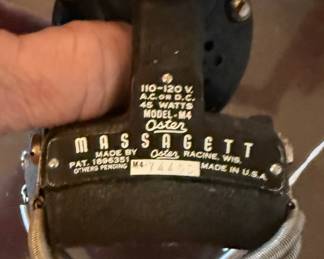 110-120 V.
A.C. OR D.C.
45 WATTS
MODEL-M4
Oster
MASSAGETT
MADE BY Oster RACINE, WIS.
PAT. 1896351
OTHERS PENDING M4 MADE IN U.S.A.